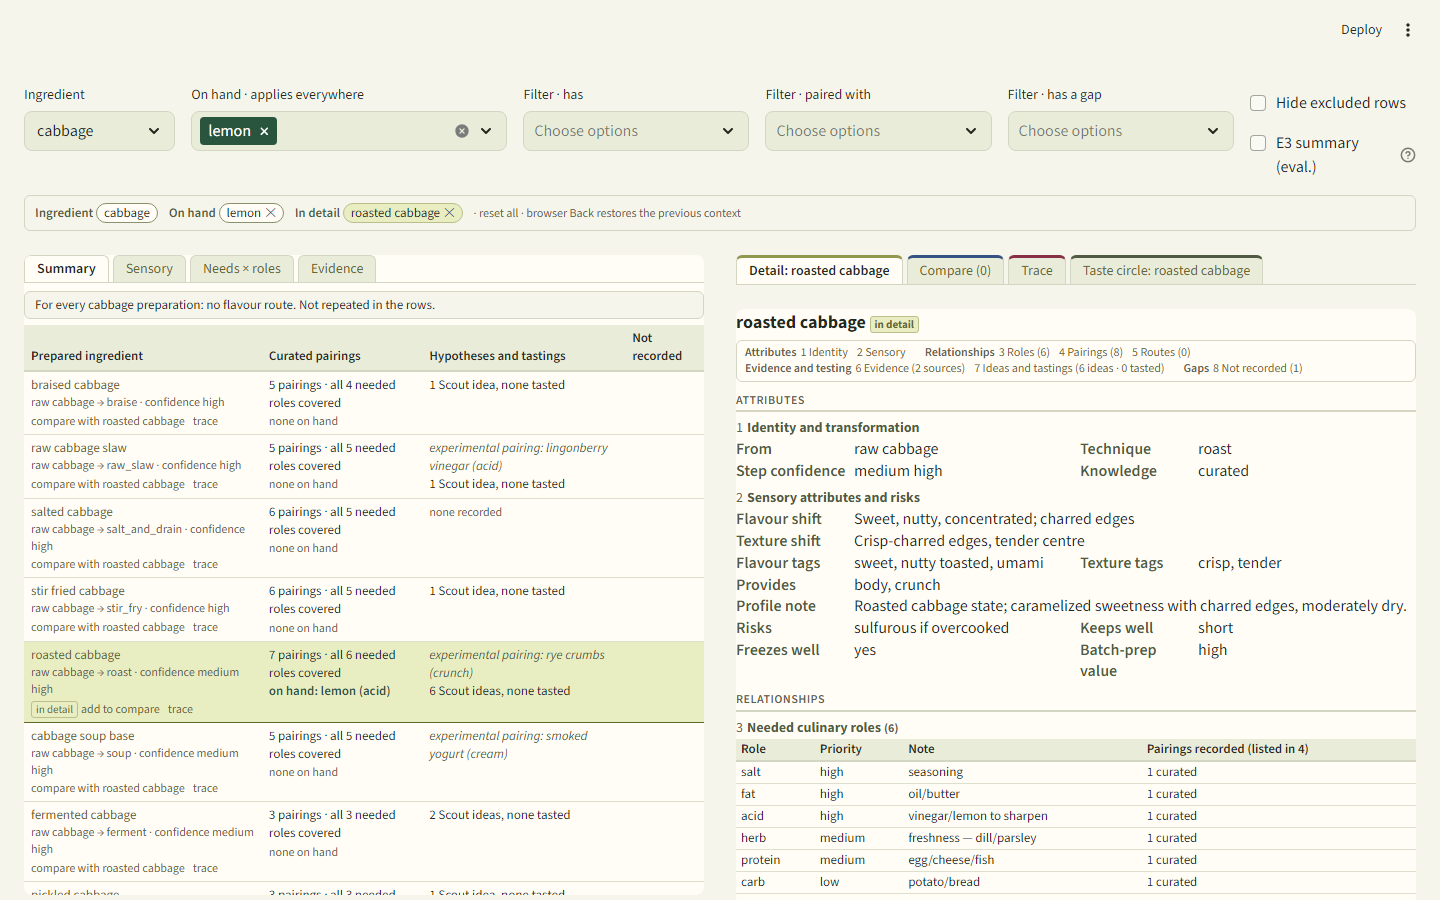 Deploy
Ingredient
On hand · applies everywhere
Filter · has
Filter · paired with
Filter · has a gap
cabbage
lemon
Choose options
Choose options
Choose options
Hide excluded rows
E3 summary
(eval.)
Ingredient cabbage On hand lemon In detail roasted cabbage · reset all · browser Back restores the previous context
Summary
Sensory
Needs × roles
Evidence
For every cabbage preparation: no flavour route. Not repeated in the rows.
Prepared ingredient
Curated pairings
Hypotheses and tastings
Not
recorded
braised cabbage
raw cabbage → braise · confidence high
compare with roasted cabbage trace
5 pairings · all 4 needed
roles covered
none on hand
1 Scout idea, none tasted
raw cabbage slaw
raw cabbage → raw_slaw · confidence high
compare with roasted cabbage trace
5 pairings · all 5 needed
roles covered
none on hand
experimental pairing: lingonberry
vinegar (acid)
1 Scout idea, none tasted
salted cabbage
raw cabbage → salt_and_drain · confidence
high
compare with roasted cabbage trace
6 pairings · all 5 needed
roles covered
none on hand
none recorded
stir fried cabbage
raw cabbage → stir_fry · confidence high
compare with roasted cabbage trace
6 pairings · all 5 needed
roles covered
none on hand
1 Scout idea, none tasted
roasted cabbage
raw cabbage → roast · confidence medium
high
in detail add to compare trace
7 pairings · all 6 needed
roles covered
on hand: lemon (acid)
experimental pairing: rye crumbs
(crunch)
6 Scout ideas, none tasted
cabbage soup base
raw cabbage → soup · confidence medium
high
compare with roasted cabbage trace
5 pairings · all 5 needed
roles covered
none on hand
experimental pairing: smoked
yogurt (cream)
fermented cabbage
raw cabbage → ferment · confidence medium
high
compare with roasted cabbage trace
3 pairings · all 3 needed
roles covered
none on hand
2 Scout ideas, none tasted
pickled cabbage
3 pairings · all 3 needed
1 Scout idea, none tasted
Detail: roasted cabbage
Compare (0)
Trace
Taste circle: roasted cabbage
roasted cabbage in detail
Attributes 1 Identity 2 Sensory Relationships 3 Roles (6) 4 Pairings (8) 5 Routes (0)
Evidence and testing 6 Evidence (2 sources) 7 Ideas and tastings (6 ideas · 0 tasted) Gaps 8 Not recorded (1)
ATTRIBUTES
1 Identity and transformation
From raw cabbage Technique roast
Step confidence medium high Knowledge curated
2 Sensory attributes and risks
Flavour shift Sweet, nutty, concentrated; charred edges
Texture shift Crisp-charred edges, tender centre
Flavour tags sweet, nutty toasted, umami Texture tags crisp, tender
Provides body, crunch
Profile note Roasted cabbage state; caramelized sweetness with charred edges, moderately dry.
Risks sulfurous if overcooked Keeps well short
Freezes well yes Batch-prep high
value
RELATIONSHIPS
3 Needed culinary roles (6)
Role Priority Note Pairings recorded (listed in 4)
salt high seasoning 1 curated
fat high oil/butter 1 curated
acid high vinegar/lemon to sharpen 1 curated
herb medium freshness — dill/parsley 1 curated
protein medium egg/cheese/fish 1 curated
carb low potato/bread 1 curated